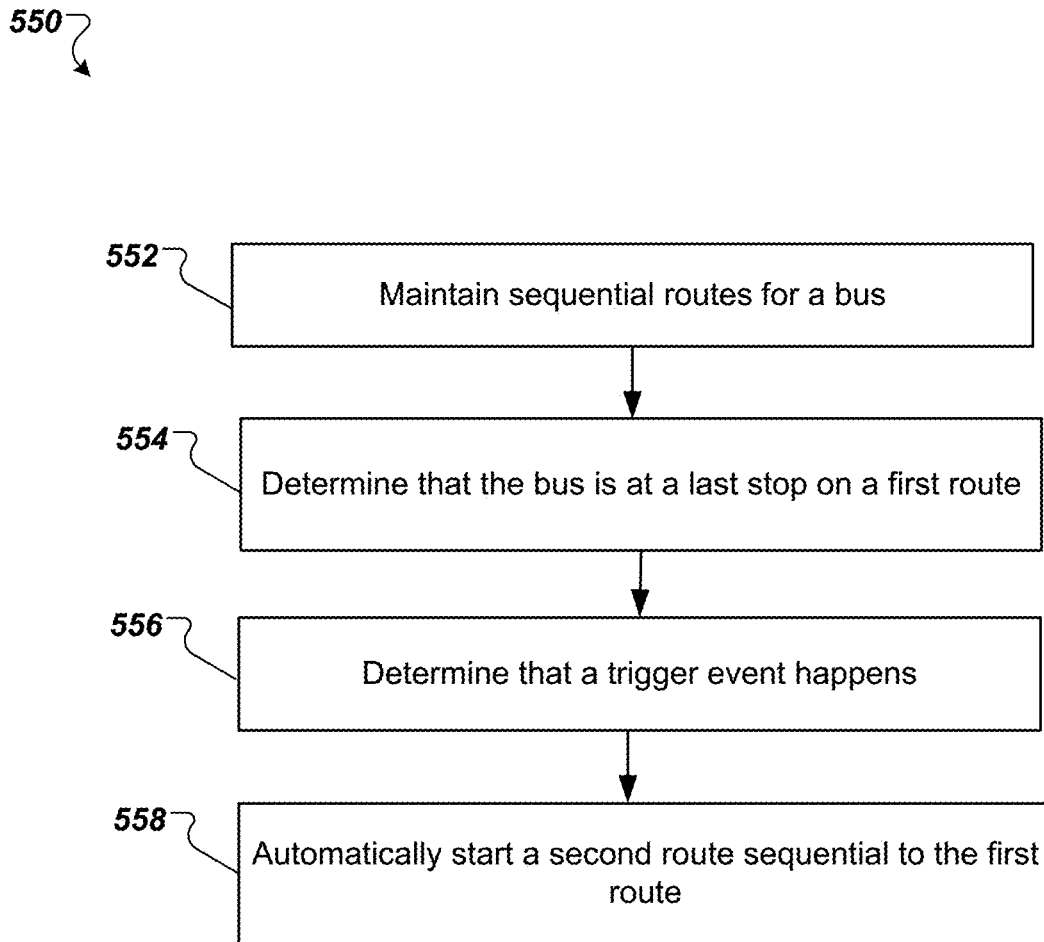 550
552
Maintain sequential routes for a bus
554
Determine that the bus is at a last stop on a first route
556
Determine that a trigger event happens
558
Automatically start a second route sequential to the first
route